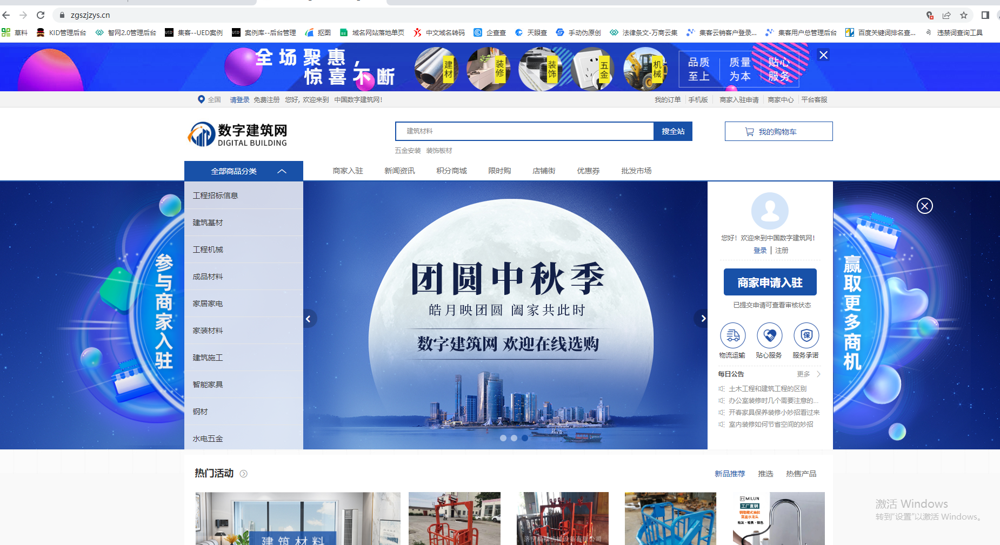 zgszjzys.cn
草料 KID管理后台 智网2.0管理后台 集客--UED案例 案例库--后台管理 抠图 域名网站落地单页 中文域名转码 企查查 天眼查 手动伪原创 法律条文-万商云集 集客云销客户登录... 集客用户总管理后台 百度关键词排名查... 违禁词查询工具
全场聚惠，
惊喜不断
建材 装修 装饰 五金 机械
品质至上 质量为本 贴心服务
全国 请登录 免费注册 您好, 欢迎来到 中国数字建筑网！
我的订单 手机版 商家入驻申请 商家中心 平台客服
数字建筑网
DIGITAL BUILDING
建筑材料 搜全站
我的购物车
五金安装 装饰板材
全部商品分类
商家入驻 新闻资讯 积分商城 限时购 店铺街 优惠券 批发市场
工程招标信息
建筑基材
工程机械
成品材料
家居家电
家装材料
建筑施工
智能家具
钢材
水电五金
参与商家入驻
团圆中秋季
皓月映团圆 阖家共此时
数字建筑网 欢迎在线选购
您好！欢迎来到中国数字建筑网！
登录 注册
商家申请入驻
已提交申请可查看审核状态
保
物流运输 贴心服务 服务承诺
每日公告 更多
土木工程和建筑工程的区别
办公室装修时几个需要注意的...
开春家具保养装修小妙招看过来
室内装修如何节省空间的妙招
赢取更多商机
热门活动
新品推荐 推选 热售产品
建筑材料
MILUN
工厂直销
枪灰·电亮·银色
激活 Windows
转到"设置"以激活 Windows。